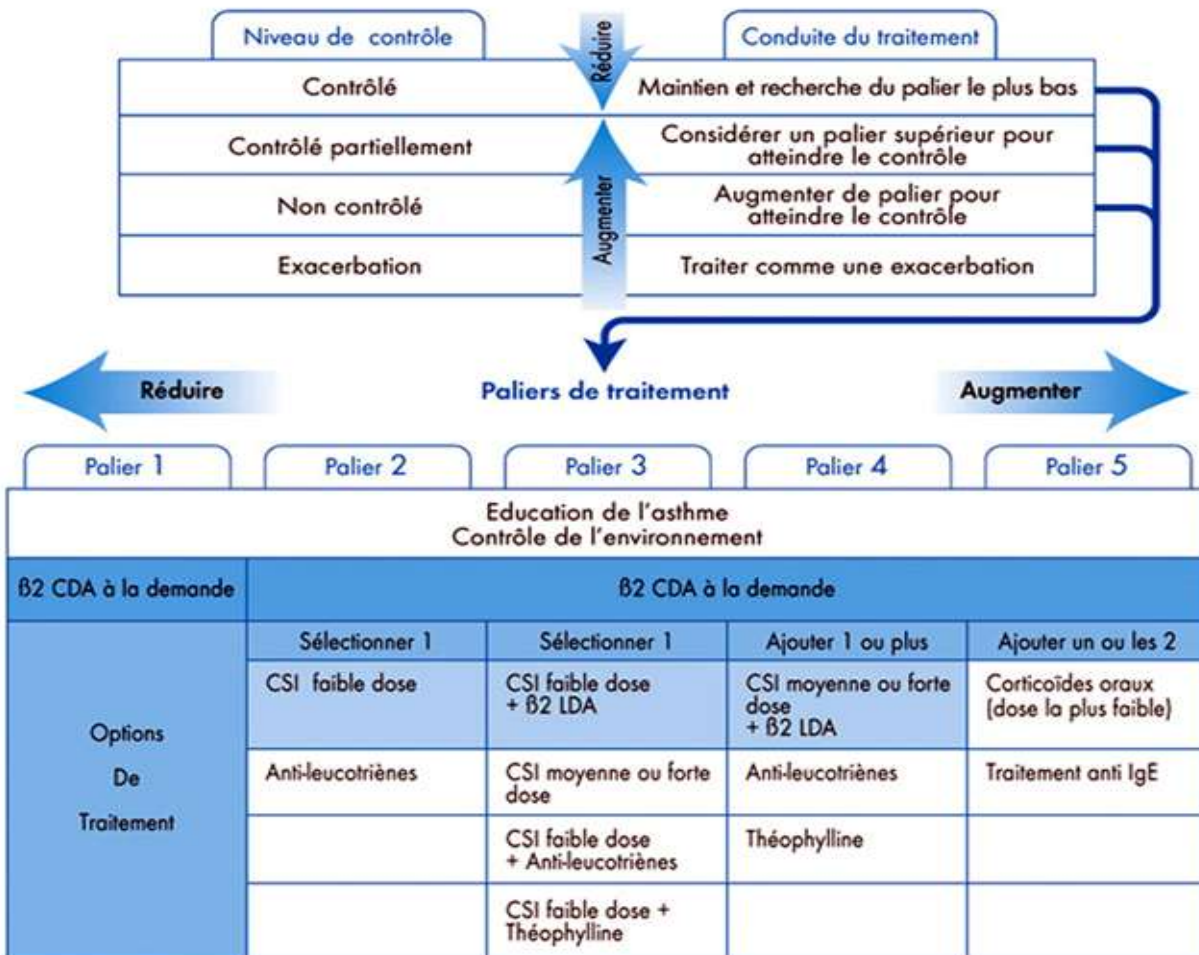 Niveau de contrôle
Réduire
Conduite du traitement
Contrôlé
Maintien et recherche du palier le plus bas
Contrôlé partiellement
Considérer un palier supérieur pour
atteindre le contrôle
Augmenter
Non contrôlé
Augmenter de palier pour
atteindre le contrôle
Exacerbation
Traiter comme une exacerbation
Réduire
Paliers de traitement
Augmenter
Palier 1
Palier 2
Palier 3
Palier 4
Palier 5
Education de l'asthme
Contrôle de l'environnement
ß2 CDA à la demande
ß2 CDA à la demande
Options
De
Traitement
Sélectionner 1
Sélectionner 1
Ajouter 1 ou plus
Ajouter un ou les 2
CSI faible dose
CSI faible dose
+ ß2 LDA
CSI moyenne ou forte
dose
+ ß2 LDA
Corticoïdes oraux
(dose la plus faible)
Anti-leucotriènes
CSI moyenne ou forte
dose
Anti-leucotriènes
Traitement anti IgE
CSI faible dose
+ Anti-leucotriènes
Théophylline
CSI faible dose +
Théophylline